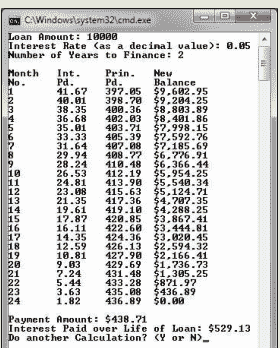 C:\Windows\system32\cmd.exe
Loan Amount: 10000
Interest Rate (as a decimal value): 0.05
Number of Years to Finance: 2
Month Int. Prin. New
No. Pd. Pd. Balance
1 41.67 397.05 $9,602.95
2 40.01 398.70 $9,204.25
3 38.35 400.36 $8,803.89
4 36.68 402.03 $8,401.86
5 35.01 403.71 $7,998.15
6 33.33 405.39 $7,592.76
7 31.64 407.08 $7,185.69
8 29.94 408.77 $6,776.91
9 28.24 410.48 $6,366.44
10 26.53 412.19 $5,954.25
11 24.81 413.90 $5,540.34
12 23.08 415.63 $5,124.71
13 21.35 417.36 $4,707.35
14 19.61 419.10 $4,288.25
15 17.87 420.85 $3,867.41
16 16.11 422.60 $3,444.81
17 14.35 424.36 $3,020.45
18 12.59 426.13 $2,594.32
19 10.81 427.90 $2,166.41
20 9.03 429.69 $1,736.73
21 7.24 431.48 $1,305.25
22 5.44 433.28 $871.97
23 3.63 435.08 $436.89
24 1.82 436.89 $0.00
Payment Amount: $438.71
Interest Paid over Life of Loan: $529.13
Do another Calculation? (Y or N)_